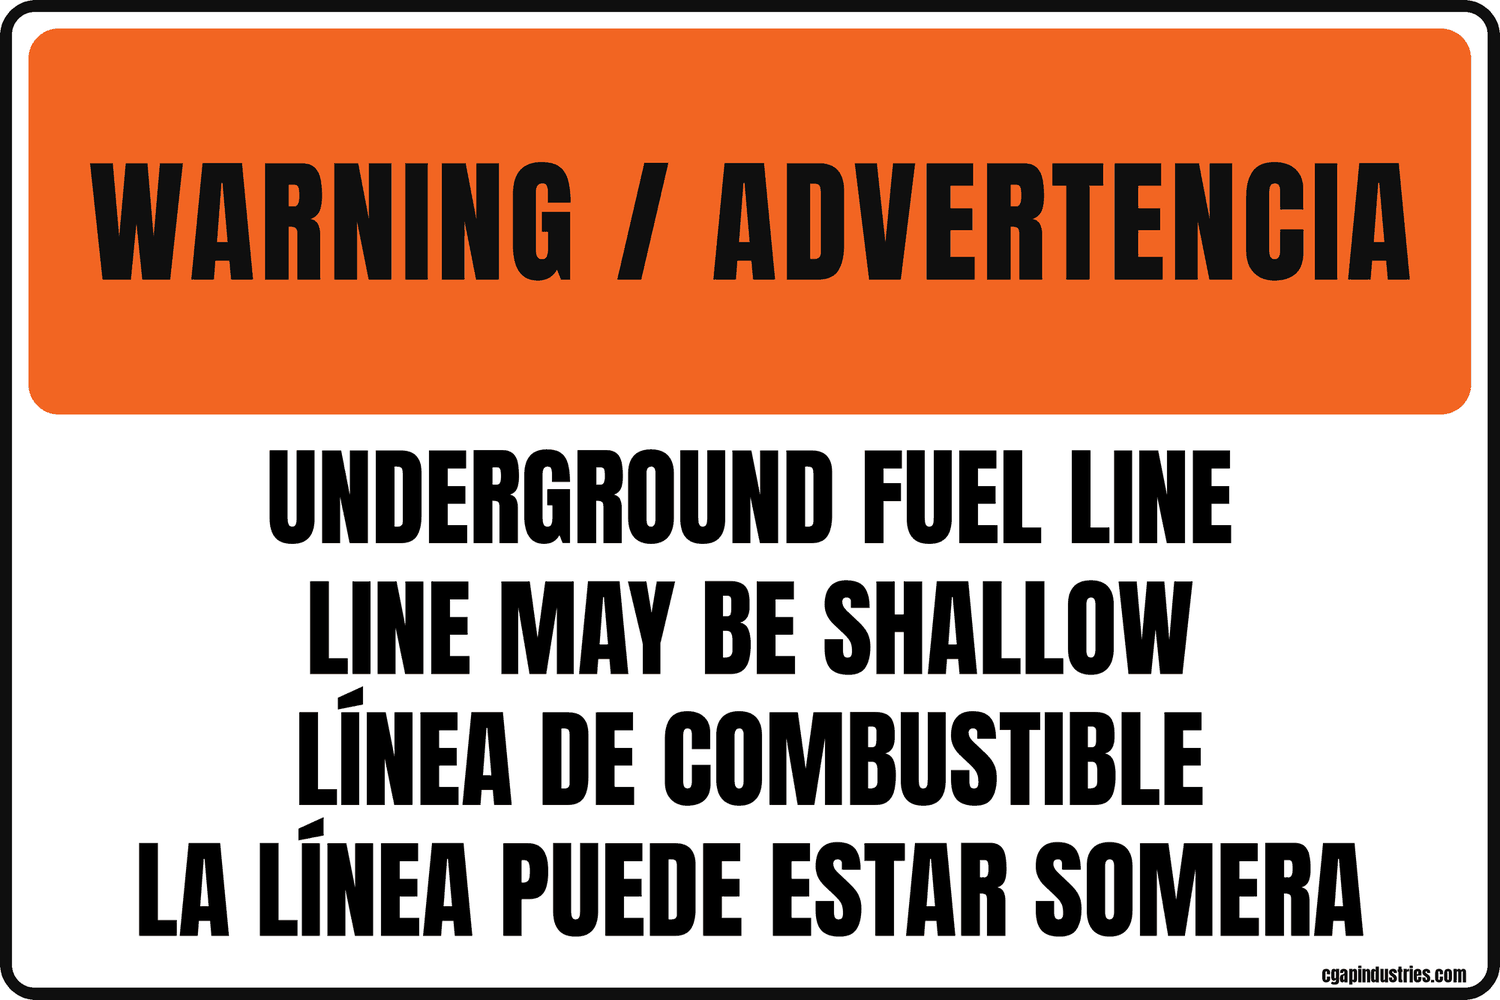 WARNING / ADVERTENCIA
UNDERGROUND FUEL LINE
LINE MAY BE SHALLOW
LÍNEA DE COMBUSTIBLE
LA LÍNEA PUEDE ESTAR SOMERA
cgapindustries.com